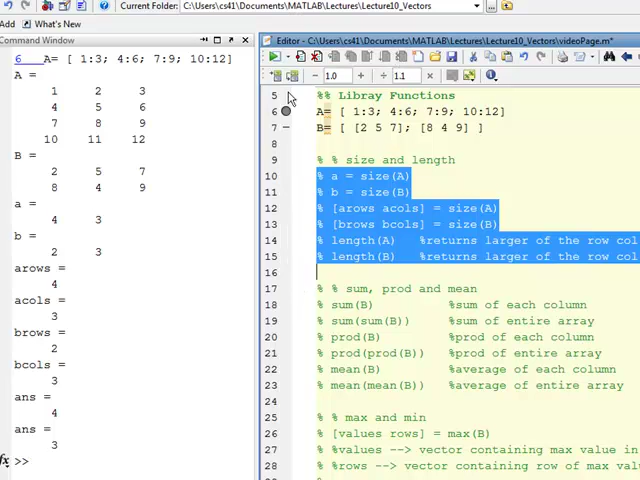 Current Folder: C:\Users\cs41\Documents\MATLAB\Lectures\Lecture10_Vectors
Add What's New
Command Window
6 A= [ 1:3; 4:6; 7:9; 10:12]
A =
1 2 3
4 5 6
7 8 9
10 11 12
B =
2 5 7
8 4 9
a =
4 3
b =
2 3
arows =
4
acols =
3
brows =
2
bcols =
3
ans =
4
ans =
3
fx >>
Editor - C:\Users\cs41\Documents\MATLAB\Lectures\Lecture10_Vectors\videoPage.m*
1.0 1.1
5 %% Libray Functions
6 A= [ 1:3; 4:6; 7:9; 10:12]
7 B= [ [2 5 7]; [8 4 9] ]
8
9 % % size and length
10 % a = size(A)
11 % b = size(B)
12 % [arows acols] = size(A)
13 % [brows bcols] = size(B)
14 % length(A) %returns larger of the row col
15 % length(B) %returns larger of the row col
16
17 % % sum, prod and mean
18 % sum(B) %sum of each column
19 % sum(sum(B)) %sum of entire array
20 % prod(B) %prod of each column
21 % prod(prod(B)) %prod of entire array
22 % mean(B) %average of each column
23 % mean(mean(B)) %average of entire array
24
25 % % max and min
26 % [values rows] = max(B)
27 % %values --> vector containing max value in
28 % %rows --> vector containing row of max valu